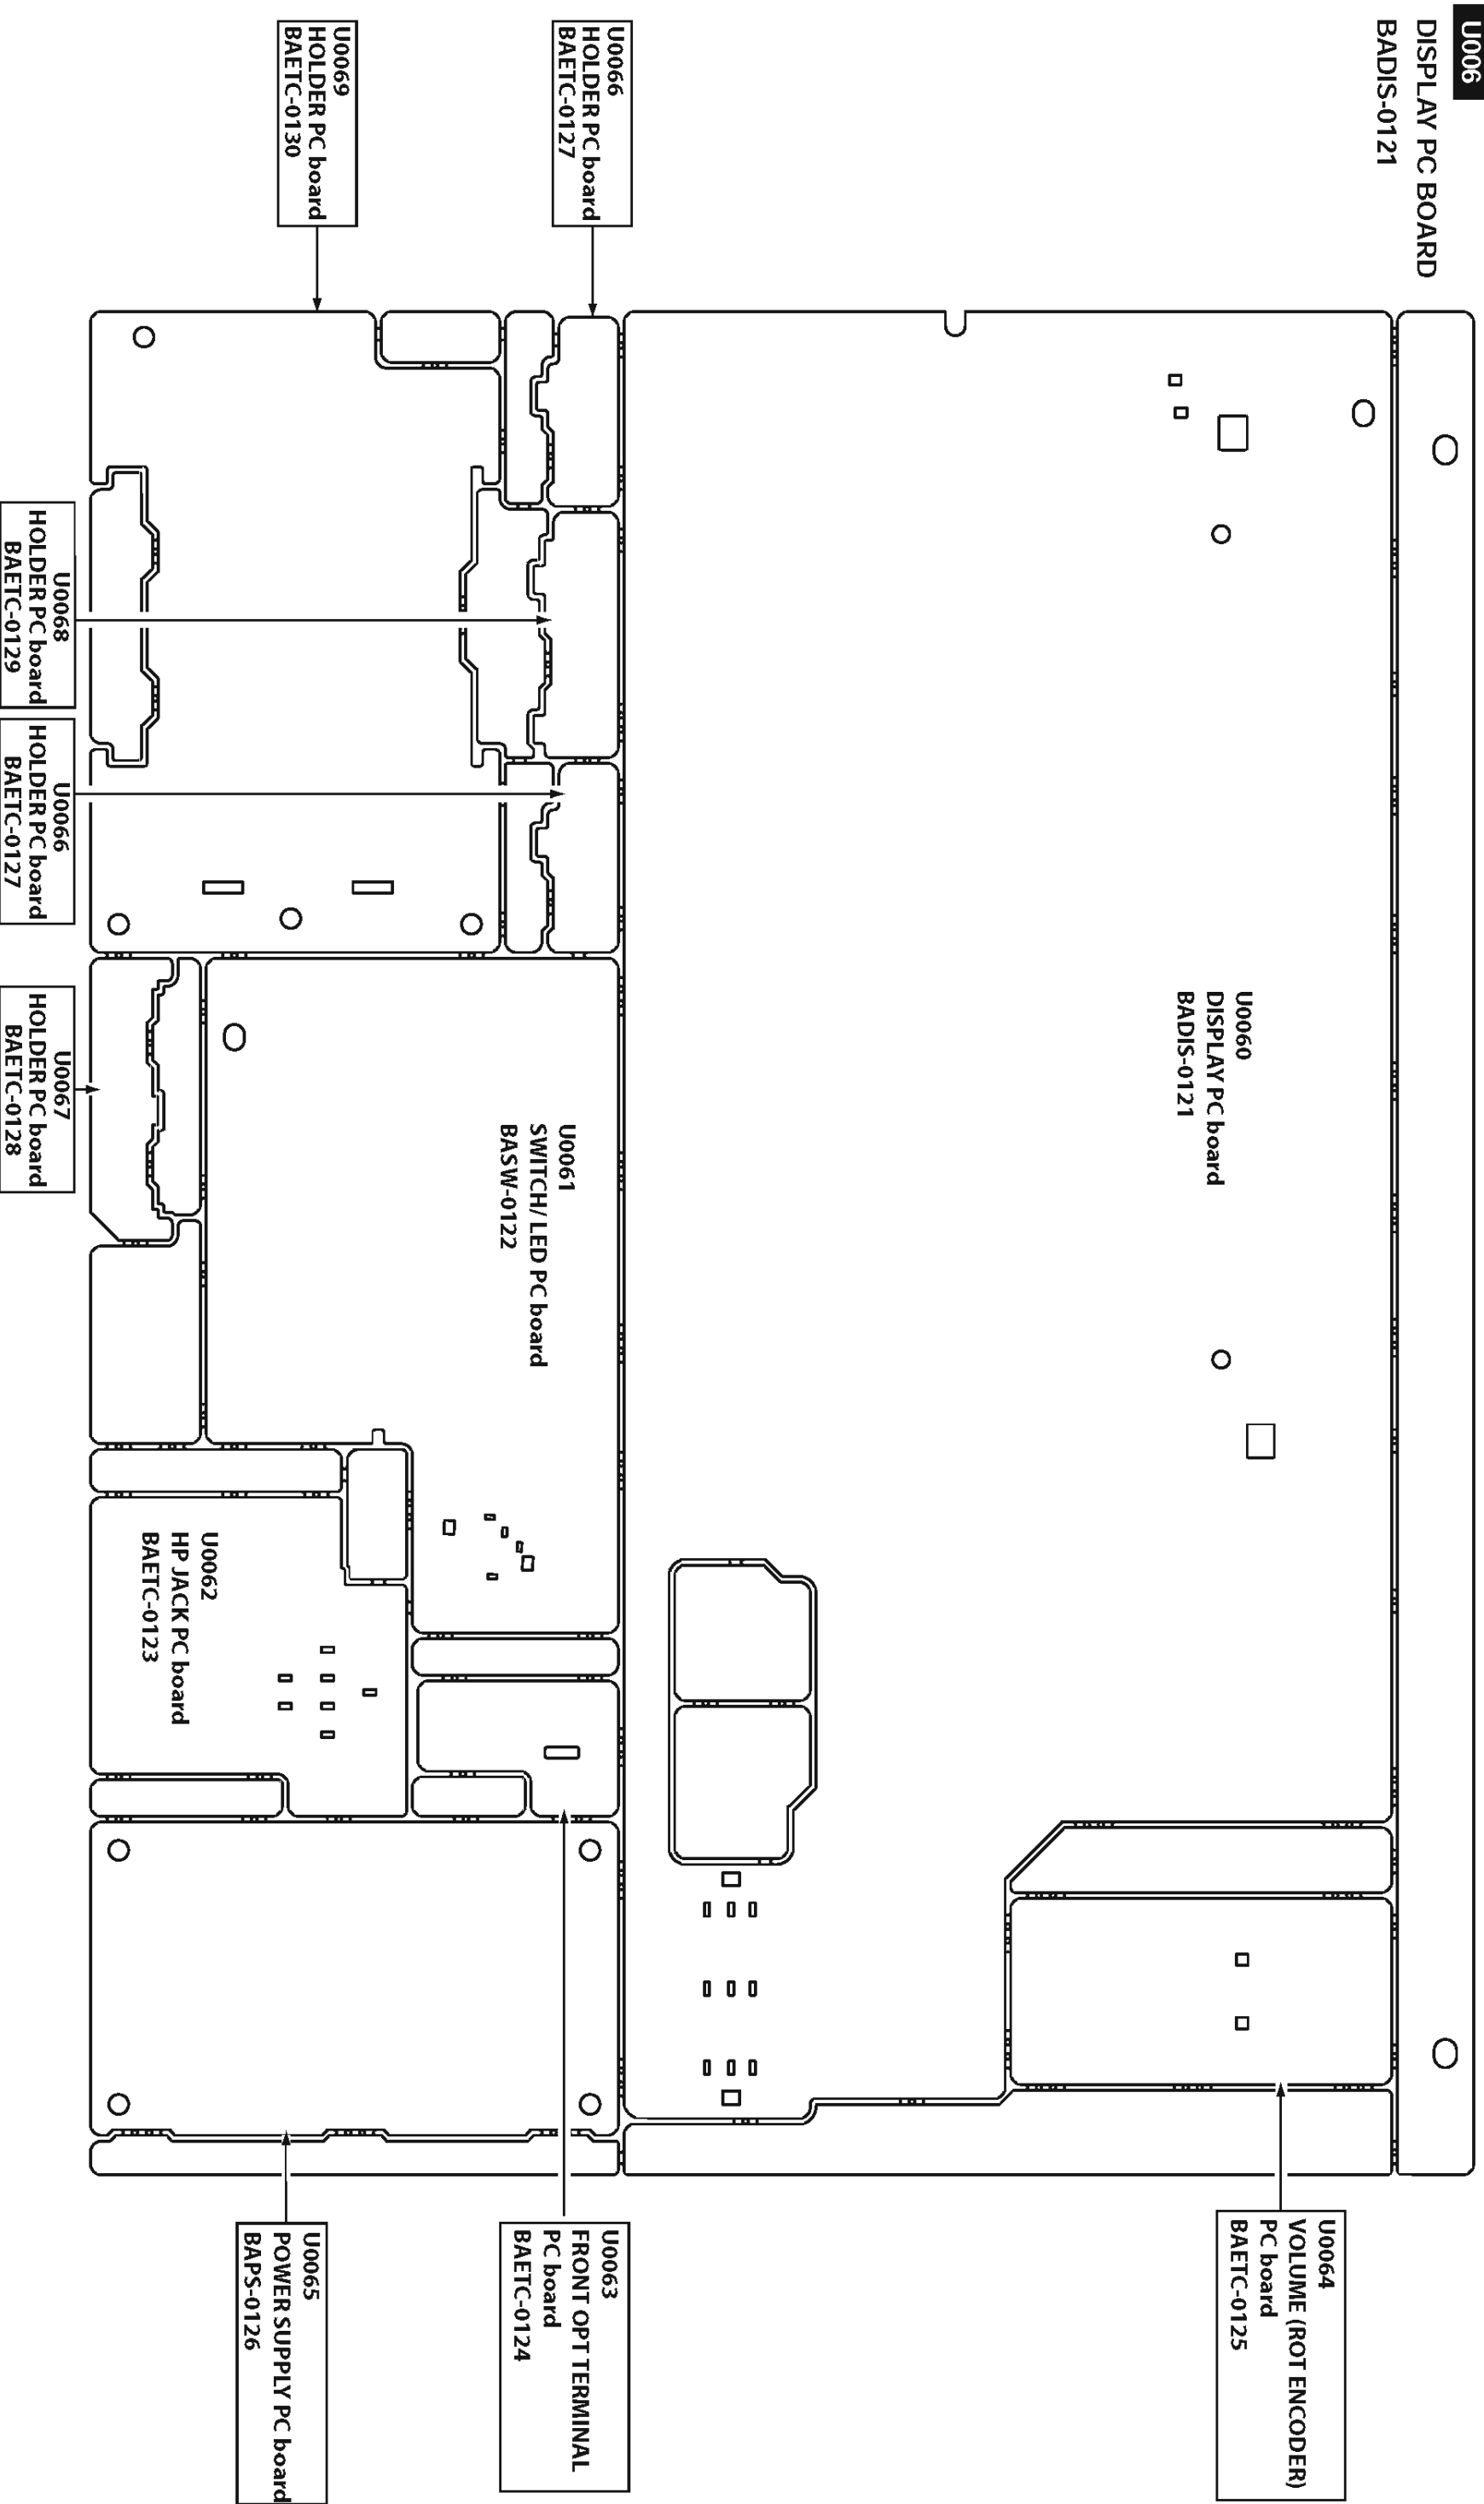 U006
DISPLAY PC BOARD
BADIS-0121
U0064
VOLUME (ROT ENCODER)
PC board
BAETC-0125
U0060
DISPLAY PC board
BADIS-0121
U0066
HOLDER PC board
BAETC-0127
U0063
FRONT OPT TERMINAL
PC board
BAETC-0124
U0061
SWITCH/ LED PC board
BASW-0122
U0069
HOLDER PC board
BAETC-0130
U0065
POWER SUPPLY PC board
BAPS-0126
U0062
HP JACK PC board
BAETC-0123
U0068
HOLDER PC board
BAETC-0129
U0066
HOLDER PC board
BAETC-0127
U0067
HOLDER PC board
BAETC-0128